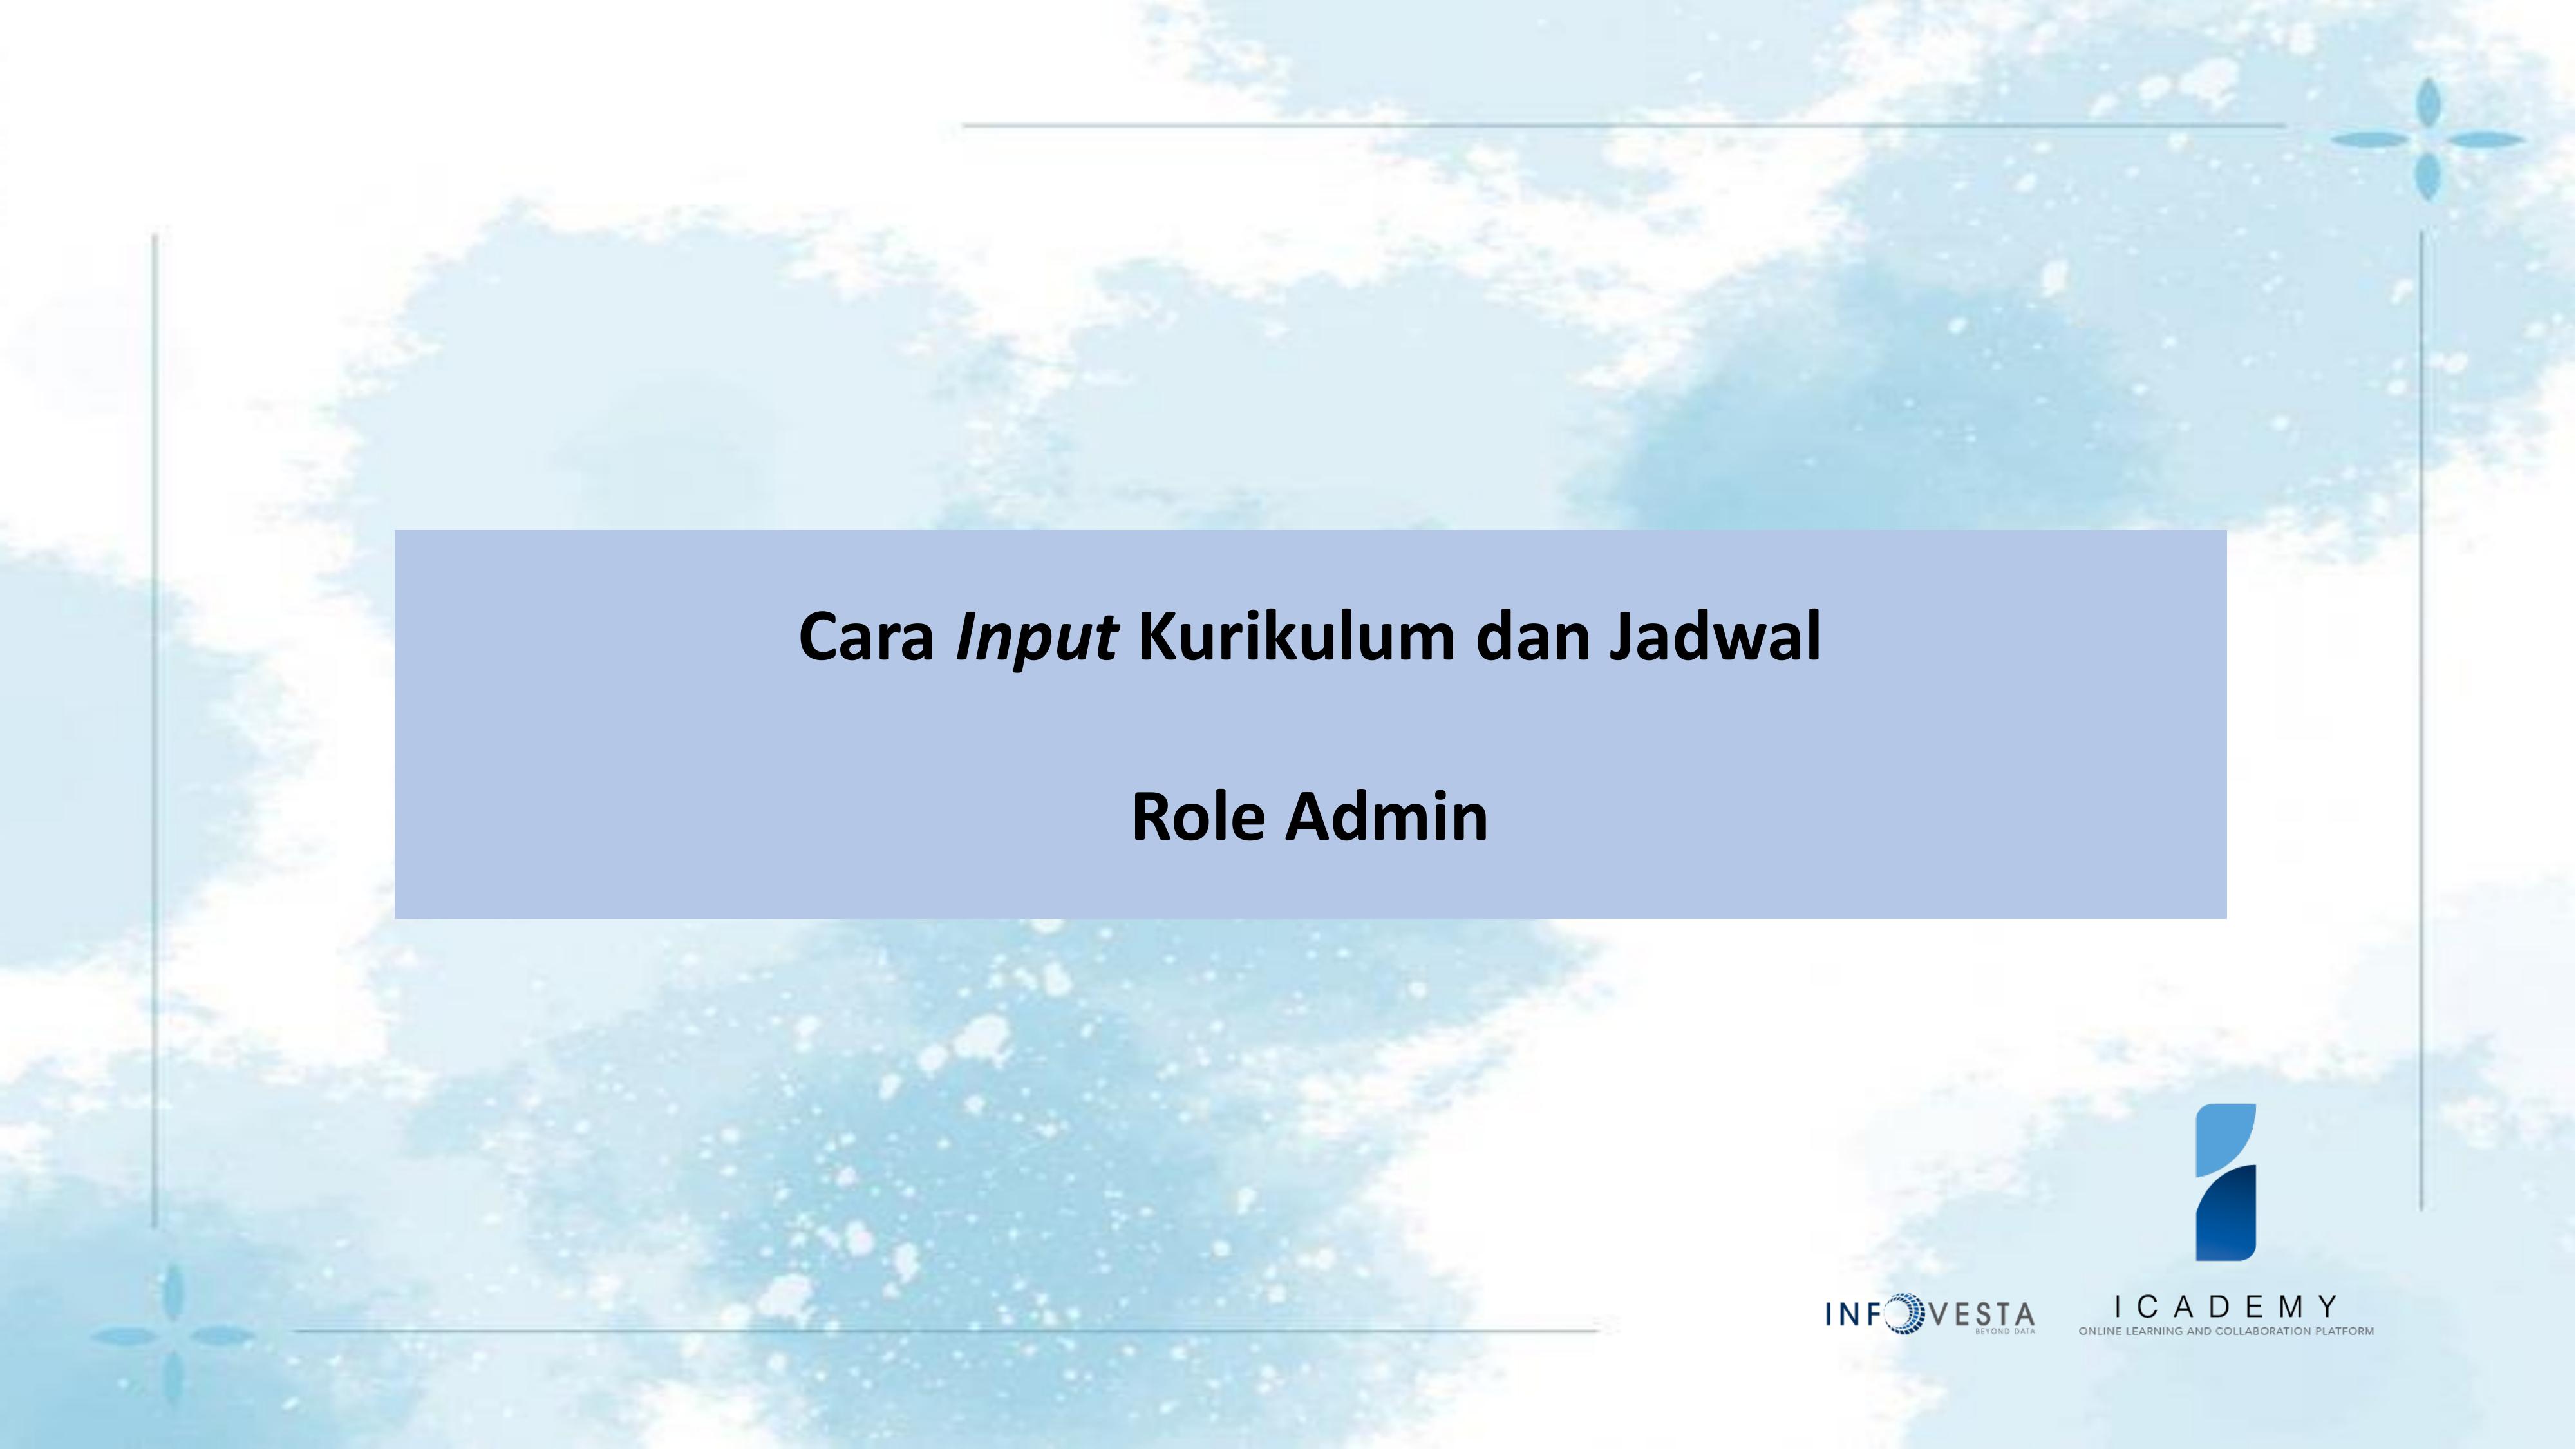 Cara Input Kurikulum dan Jadwal
Role Admin
INFOVESTA
BEYOND DATA
ICADEMY
ONLINE LEARNING AND COLLABORATION PLATFORM